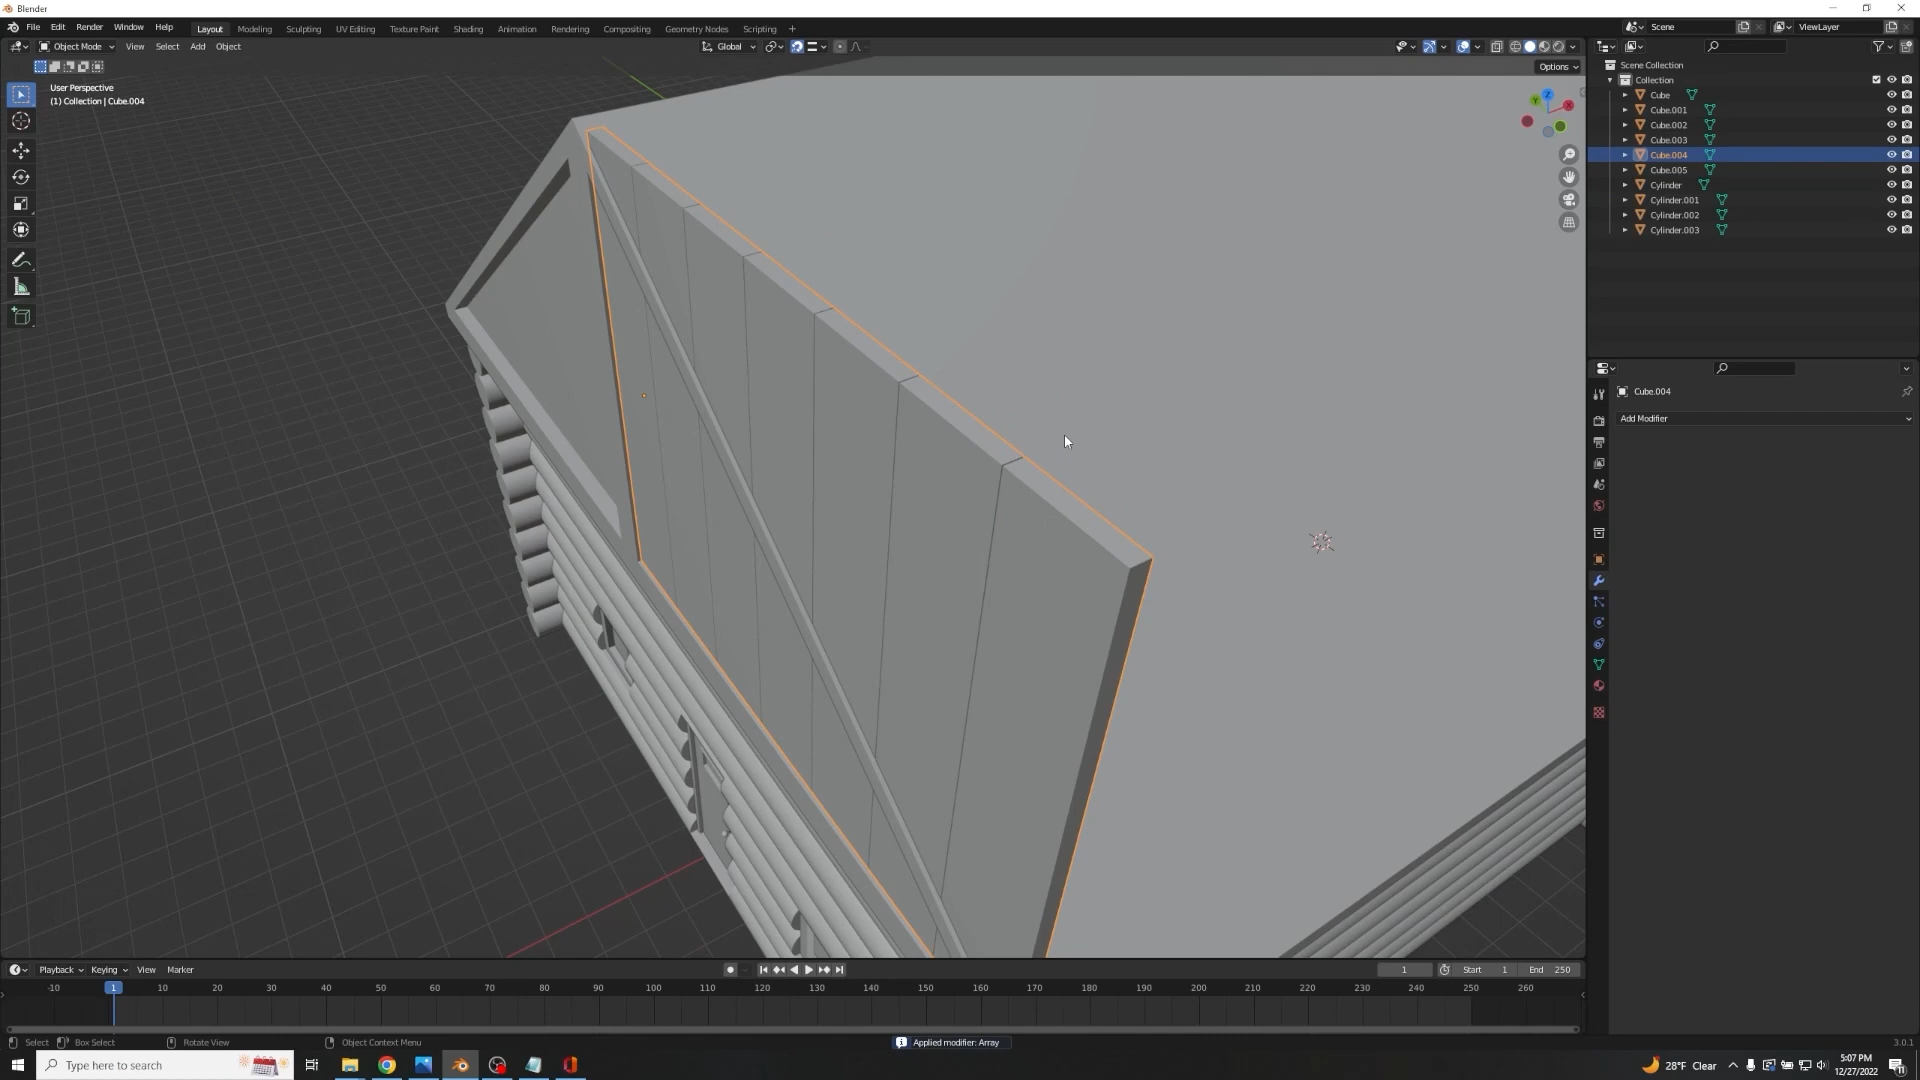 Blender
File Edit Render Window Help Layout Modeling Sculpting UV Editing Texture Paint Shading Animation Rendering Compositing Geometry Nodes Scripting + Scene ViewLayer
Object Mode View Select Add Object Global
Options
User Perspective
(1) Collection | Cube.004
Z
Y
X
Scene Collection
Collection
Cube
Cube.001
Cube.002
Cube.003
Cube.004
Cube.005
Cylinder
Cylinder.001
Cylinder.002
Cylinder.003
Cube.004
Add Modifier
Playback Keying View Marker 1 Start 1 End 250
-10 1 10 20 30 40 50 60 70 80 90 100 110 120 130 140 150 160 170 180 190 200 210 220 230 240 250 260
Select Box Select Rotate View Object Context Menu Applied modifier: Array 3.0.1
Type here to search 28°F Clear 5:07 PM
12/27/2022